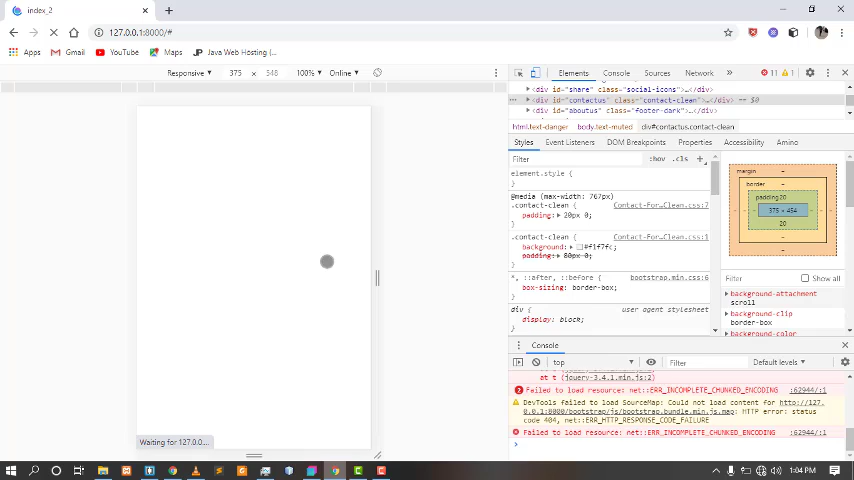 index_2
127.0.0.1:8000/#
Apps
Gmail
YouTube
Maps
Java Web Hosting (...
Responsive
375
×
548
100%
Online
Elements
Console
Sources
Network
»
11
1
<div id="share" class="social-icons">…</div>
<div id="contactus" class="contact-clean">…</div> == $0
<div id="aboutus" class="footer-dark">…</div>
html.text-danger
body.text-muted
div#contactus.contact-clean
Styles
Event Listeners
DOM Breakpoints
Properties
Accessibility
Amino
Filter
:hov
.cls
+
element.style {
}
@media (max-width: 767px)
.contact-clean {
Contact-For…Clean.css:7
padding: 20px 0;
}
.contact-clean {
Contact-For…Clean.css:1
background: #f1f7fc;
padding: 80px 0;
}
*, ::after, ::before {
bootstrap.min.css:6
box-sizing: border-box;
}
div {
user agent stylesheet
display: block;
}
margin
-
border
-
padding20
375 × 454
20
-
-
Filter
Show all
background-attachment
scroll
background-clip
border-box
background-color
Console
top
Filter
Default levels
at t (jquery-3.4.1.min.js:2)
2 Failed to load resource: net::ERR_INCOMPLETE_CHUNKED_ENCODING
:62944/:1
DevTools failed to load SourceMap: Could not load content for http://127.
0.0.1:8000/bootstrap/js/bootstrap.bundle.min.js.map: HTTP error: status
code 404, net::ERR_HTTP_RESPONSE_CODE_FAILURE
Failed to load resource: net::ERR_INCOMPLETE_CHUNKED_ENCODING
:62944/:1
Waiting for 127.0.0....
1:04 PM